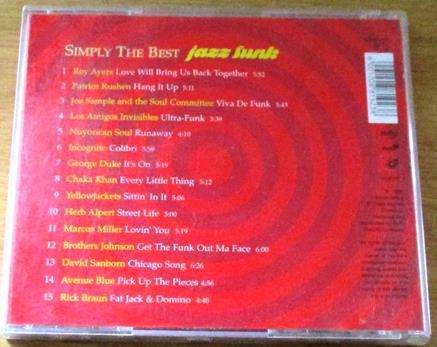 SIMPLY THE BEST jazz funk
1 Roy Ayers Love Will Bring Us Back Together 5:52
2 Patrice Rushen Hang It Up 5:11
3 Joe Sample and the Soul Committee Viva De Funk 5:43
4 Los Amigos Invisibles Ultra-Funk 3:39
5 Nuyorican Soul Runaway 4:19
6 Incognito Colibri 5:59
7 George Duke It's On 5:19
8 Chaka Khan Every Little Thing 5:12
9 Yellowjackets Sittin' In It 5:06
10 Herb Alpert Street Life 5:00
11 Marcus Miller Lovin' You 5:19
12 Brothers Johnson Get The Funk Out Ma Face 6:00
13 David Sanborn Chicago Song 6:26
14 Avenue Blue Pick Up The Pieces 4:56
15 Rick Braun Fat Jack & Domino 4:40